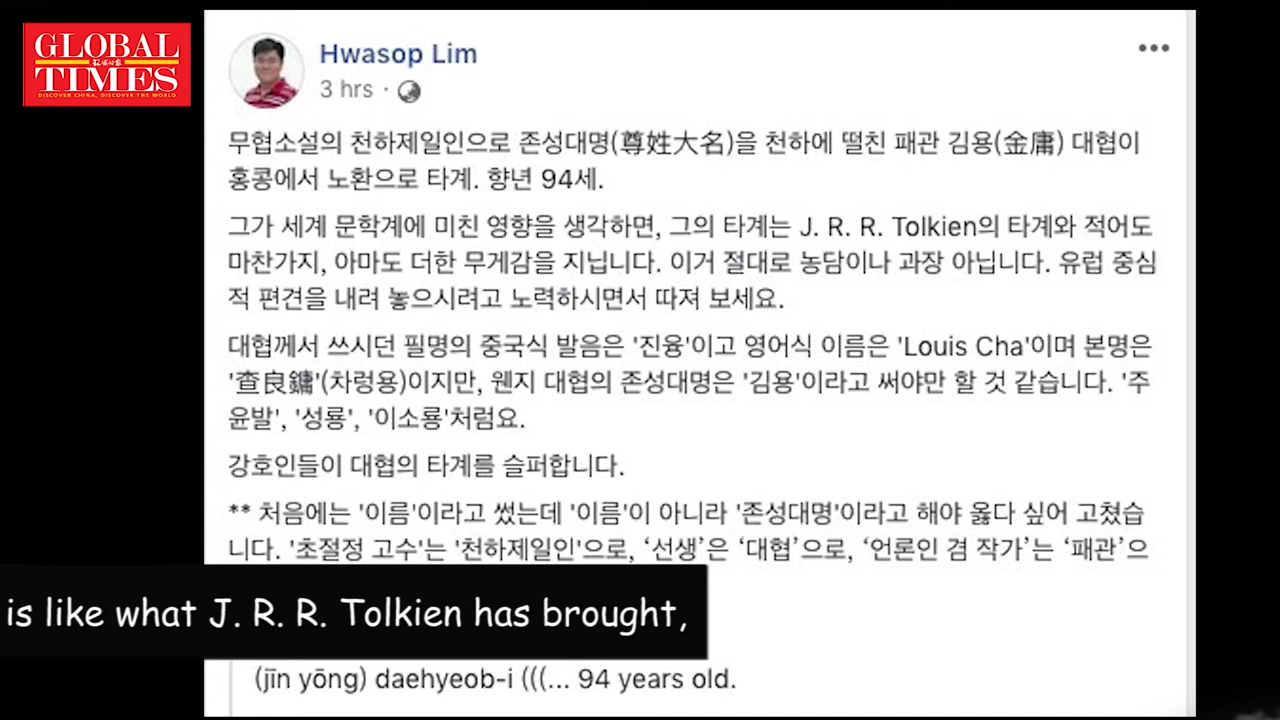 GLOBAL
TIMES
DISCOVER CHINA, DISCOVER THE WORLD
Hwasop Lim
3 hrs ·
무협소설의 천하제일인으로 존성대명(尊姓大名)을 천하에 떨친 패관 김용(金庸) 대협이
홍콩에서 노환으로 타계. 향년 94세.
그가 세계 문학계에 미친 영향을 생각하면, 그의 타계는 J. R. R. Tolkien의 타계와 적어도
마찬가지, 아마도 더한 무게감을 지닙니다. 이거 절대로 농담이나 과장 아닙니다. 유럽 중심
적 편견을 내려 놓으시려고 노력하시면서 따져 보세요.
대협께서 쓰시던 필명의 중국식 발음은 '진융'이고 영어식 이름은 'Louis Cha'이며 본명은
'查良鏞'(차렁용)이지만, 웬지 대협의 존성대명은 '김용'이라고 써야만 할 것 같습니다. '주
윤발', '성룡', '이소룡'처럼요.
강호인들이 대협의 타계를 슬퍼합니다.
** 처음에는 '이름'이라고 썼는데 '이름'이 아니라 '존성대명'이라고 해야 옳다 싶어 고쳤습
니다. '초절정 고수'는 '천하제일인'으로, ‘선생’은 ‘대협’으로, ‘언론인 겸 작가’는 ‘패관’으
is like what J. R. R. Tolkien has brought,
(jīn yōng) daehyeob-i (((... 94 years old.